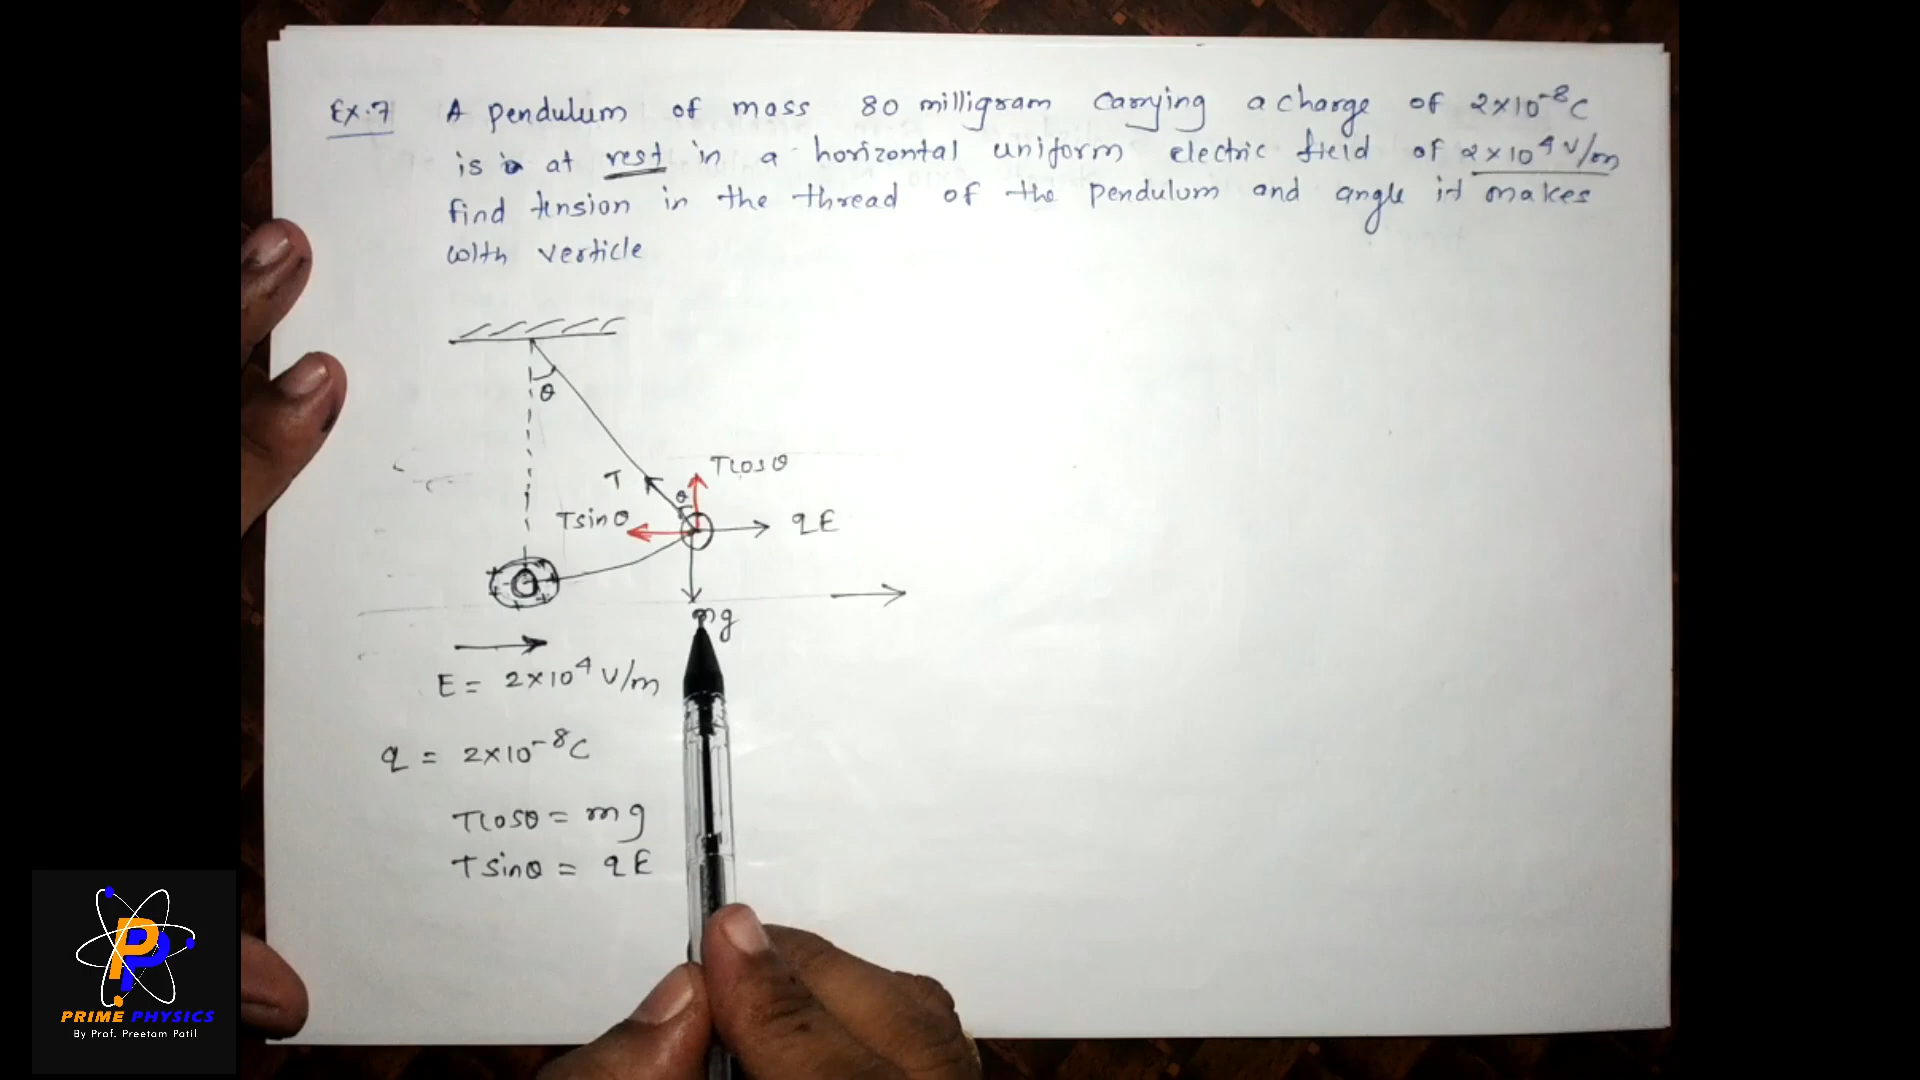 Ex.7 A pendulum of mass 80 milligram carrying a charge of 2×10⁻⁸C
is at rest in a horizontal uniform electric field of 2×10⁴ V/m
find tension in the thread of the pendulum and angle it makes
with verticle
θ
Tcosθ
T
θ
Tsinθ
qE
mg
E = 2×10⁴ V/m
q = 2×10⁻⁸C
Tcosθ = mg
Tsinθ = qE
PRIME PHYSICS
By Prof. Preetam Patil